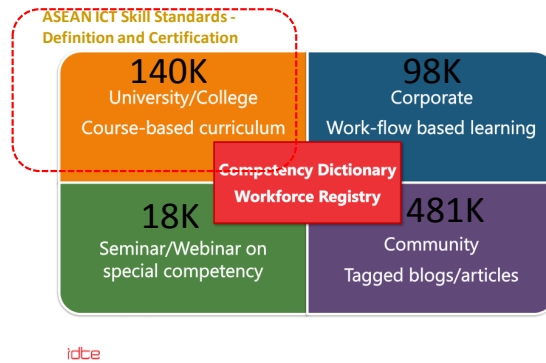 ASEAN ICT Skill Standards -
Definition and Certification
140K
University/College
Course-based curriculum
98K
Corporate
Work-flow based learning
Competency Dictionary
Workforce Registry
18K
Seminar/Webinar on
special competency
481K
Community
Tagged blogs/articles
idte